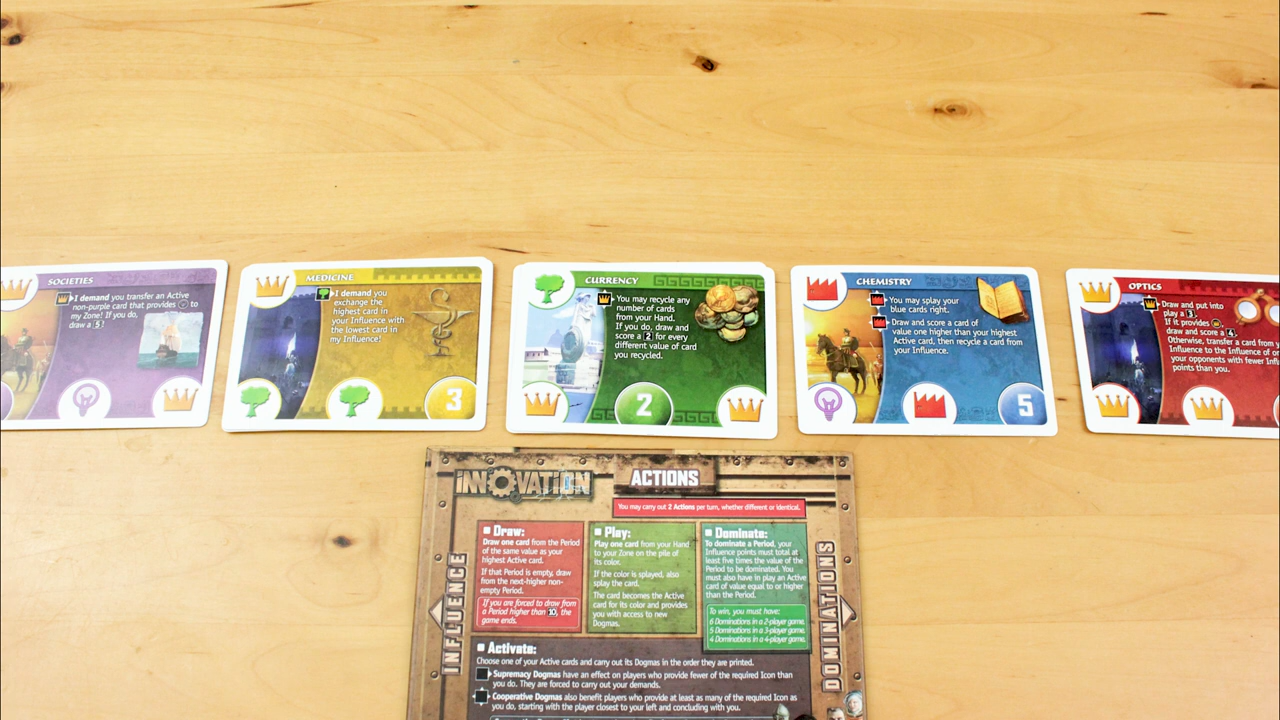 SOCIETIES
I demand you transfer an Active
non-purple card that provides to
my Zone! If you do,
draw a 5!
MEDICINE
I demand you
exchange the
highest card in
your Influence with
the lowest card in
my Influence!
3
CURRENCY
You may recycle any
number of cards
from your Hand.
If you do, draw and
score a 2 for every
different value of card
you recycled.
2
CHEMISTRY
You may splay your
blue cards right.
Draw and score a card of
value one higher than your highest
Active card, then recycle a card from
your Influence.
5
OPTICS
Draw and put into
play a 3.
If it provides
draw and score a 4.
Otherwise, transfer a card from
Influence to the Influence of
your opponents with fewer
points than you.
INNOVATION
ACTIONS
You may carry out 2 Actions per turn, whether different or identical.
Draw:
Draw one card from the Period
of the same value as your
highest Active card.
If that Period is empty, draw
from the next-higher non-
empty Period.
If you are forced to draw from
a Period higher than 10, the
game ends.
Play:
Play one card from your Hand
to your Zone on the pile of
its color.
If the color is splayed, also
splay the card.
The card becomes the Active
card for its color and provides
you with access to new
Dogmas.
Dominate:
To dominate a Period, your
Influence points must total at
least five times the value of the
Period to be dominated. You
must also have in play an Active
card of value equal to or higher
than the Period.
To win, you must have:
6 Dominations in a 2-player game.
5 Dominations in a 3-player game.
4 Dominations in a 4-player game.
INFLUENCE
DOMINATIONS
Activate:
Choose one of your Active cards and carry out its Dogmas in the order they are printed.
Supremacy Dogmas have an effect on players who provide fewer of the required Icon than
you do. They are forced to carry out your demands.
Cooperative Dogmas also benefit players who provide at least as many of the required Icon as
you do, starting with the player closest to your left and concluding with you.